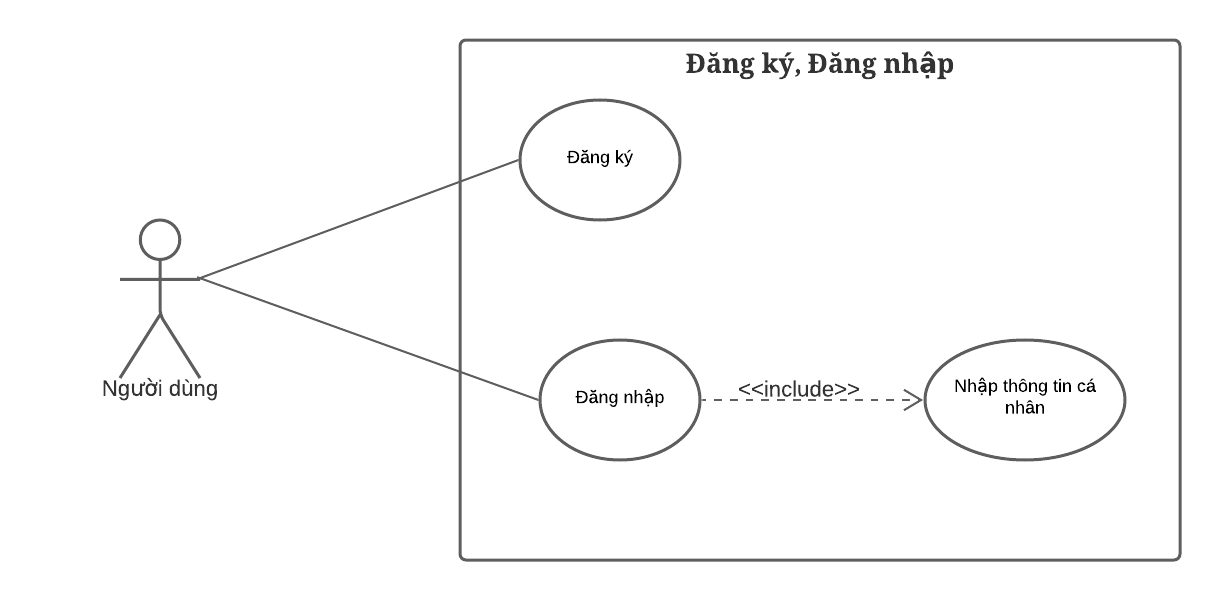 Đăng ký, Đăng nhập
Đăng ký
Người dùng
Đăng nhập
<<include>>
Nhập thông tin cá
nhân